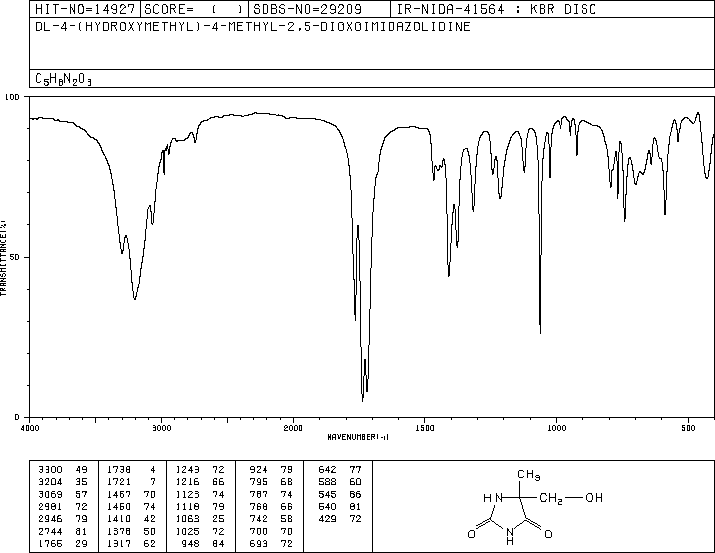 HIT-NO=14927 SCORE= ( ) SDBS-NO=29209 IR-NIDA-41564 : KBR DISC
DL-4-(HYDROXYMETHYL)-4-METHYL-2,5-DIOXOIMIDAZOLIDINE
C5H8N2O3
100
50
0
TRANSMITTANCE(%)
4000 3000 2000 1500 1000 500
WAVENUMBER(-1)
3300 49 1738 4 1243 72 924 79 642 77
3204 35 1721 7 1216 66 795 68 588 60
3069 57 1467 70 1123 74 787 74 545 86
2981 72 1450 74 1118 79 768 66 540 81
2946 79 1410 42 1063 25 742 58 429 72
2744 81 1378 50 1025 72 700 70
1766 29 1317 62 948 84 693 72
CH3
HN CH2 OH
O N O
H